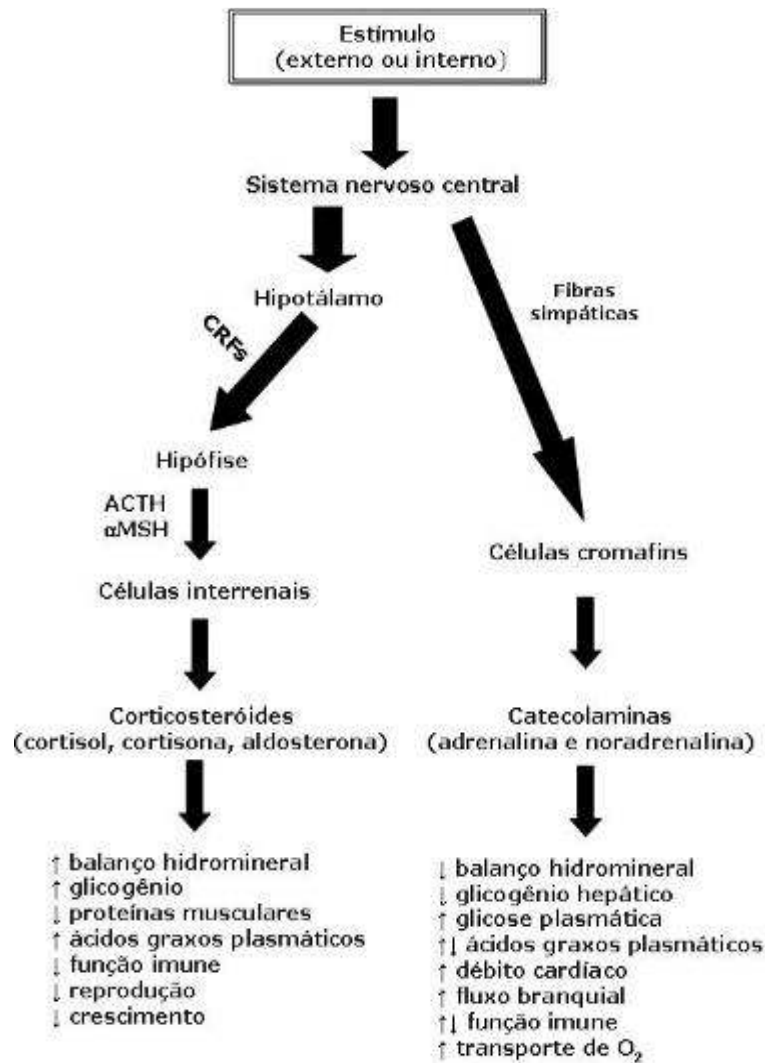 Estímulo
(externo ou interno)
Sistema nervoso central
Hipotálamo
Fibras
simpáticas
CRFs
Hipófise
ACTH
αMSH
Células interrenais
Células cromafins
Corticosteróides
(cortisol, cortisona, aldosterona)
Catecolaminas
(adrenalina e noradrenalina)
↑ balanço hidromineral
↑ glicogênio
↓ proteínas musculares
↑ ácidos graxos plasmáticos
↓ função imune
↓ reprodução
↓ crescimento
↓ balanço hidromineral
↓ glicogênio hepático
↑ glicose plasmática
↑↓ ácidos graxos plasmáticos
↑ débito cardíaco
↑ fluxo branquial
↑↓ função imune
↑ transporte de O₂